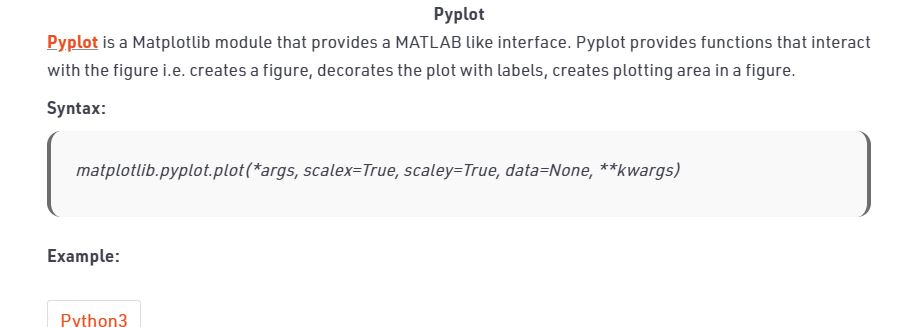 Pyplot
Pyplot is a Matplotlib module that provides a MATLAB like interface. Pyplot provides functions that interact
with the figure i.e. creates a figure, decorates the plot with labels, creates plotting area in a figure.
Syntax:
matplotlib.pyplot.plot(*args, scalex=True, scaley=True, data=None, **kwargs)
Example:
Python3